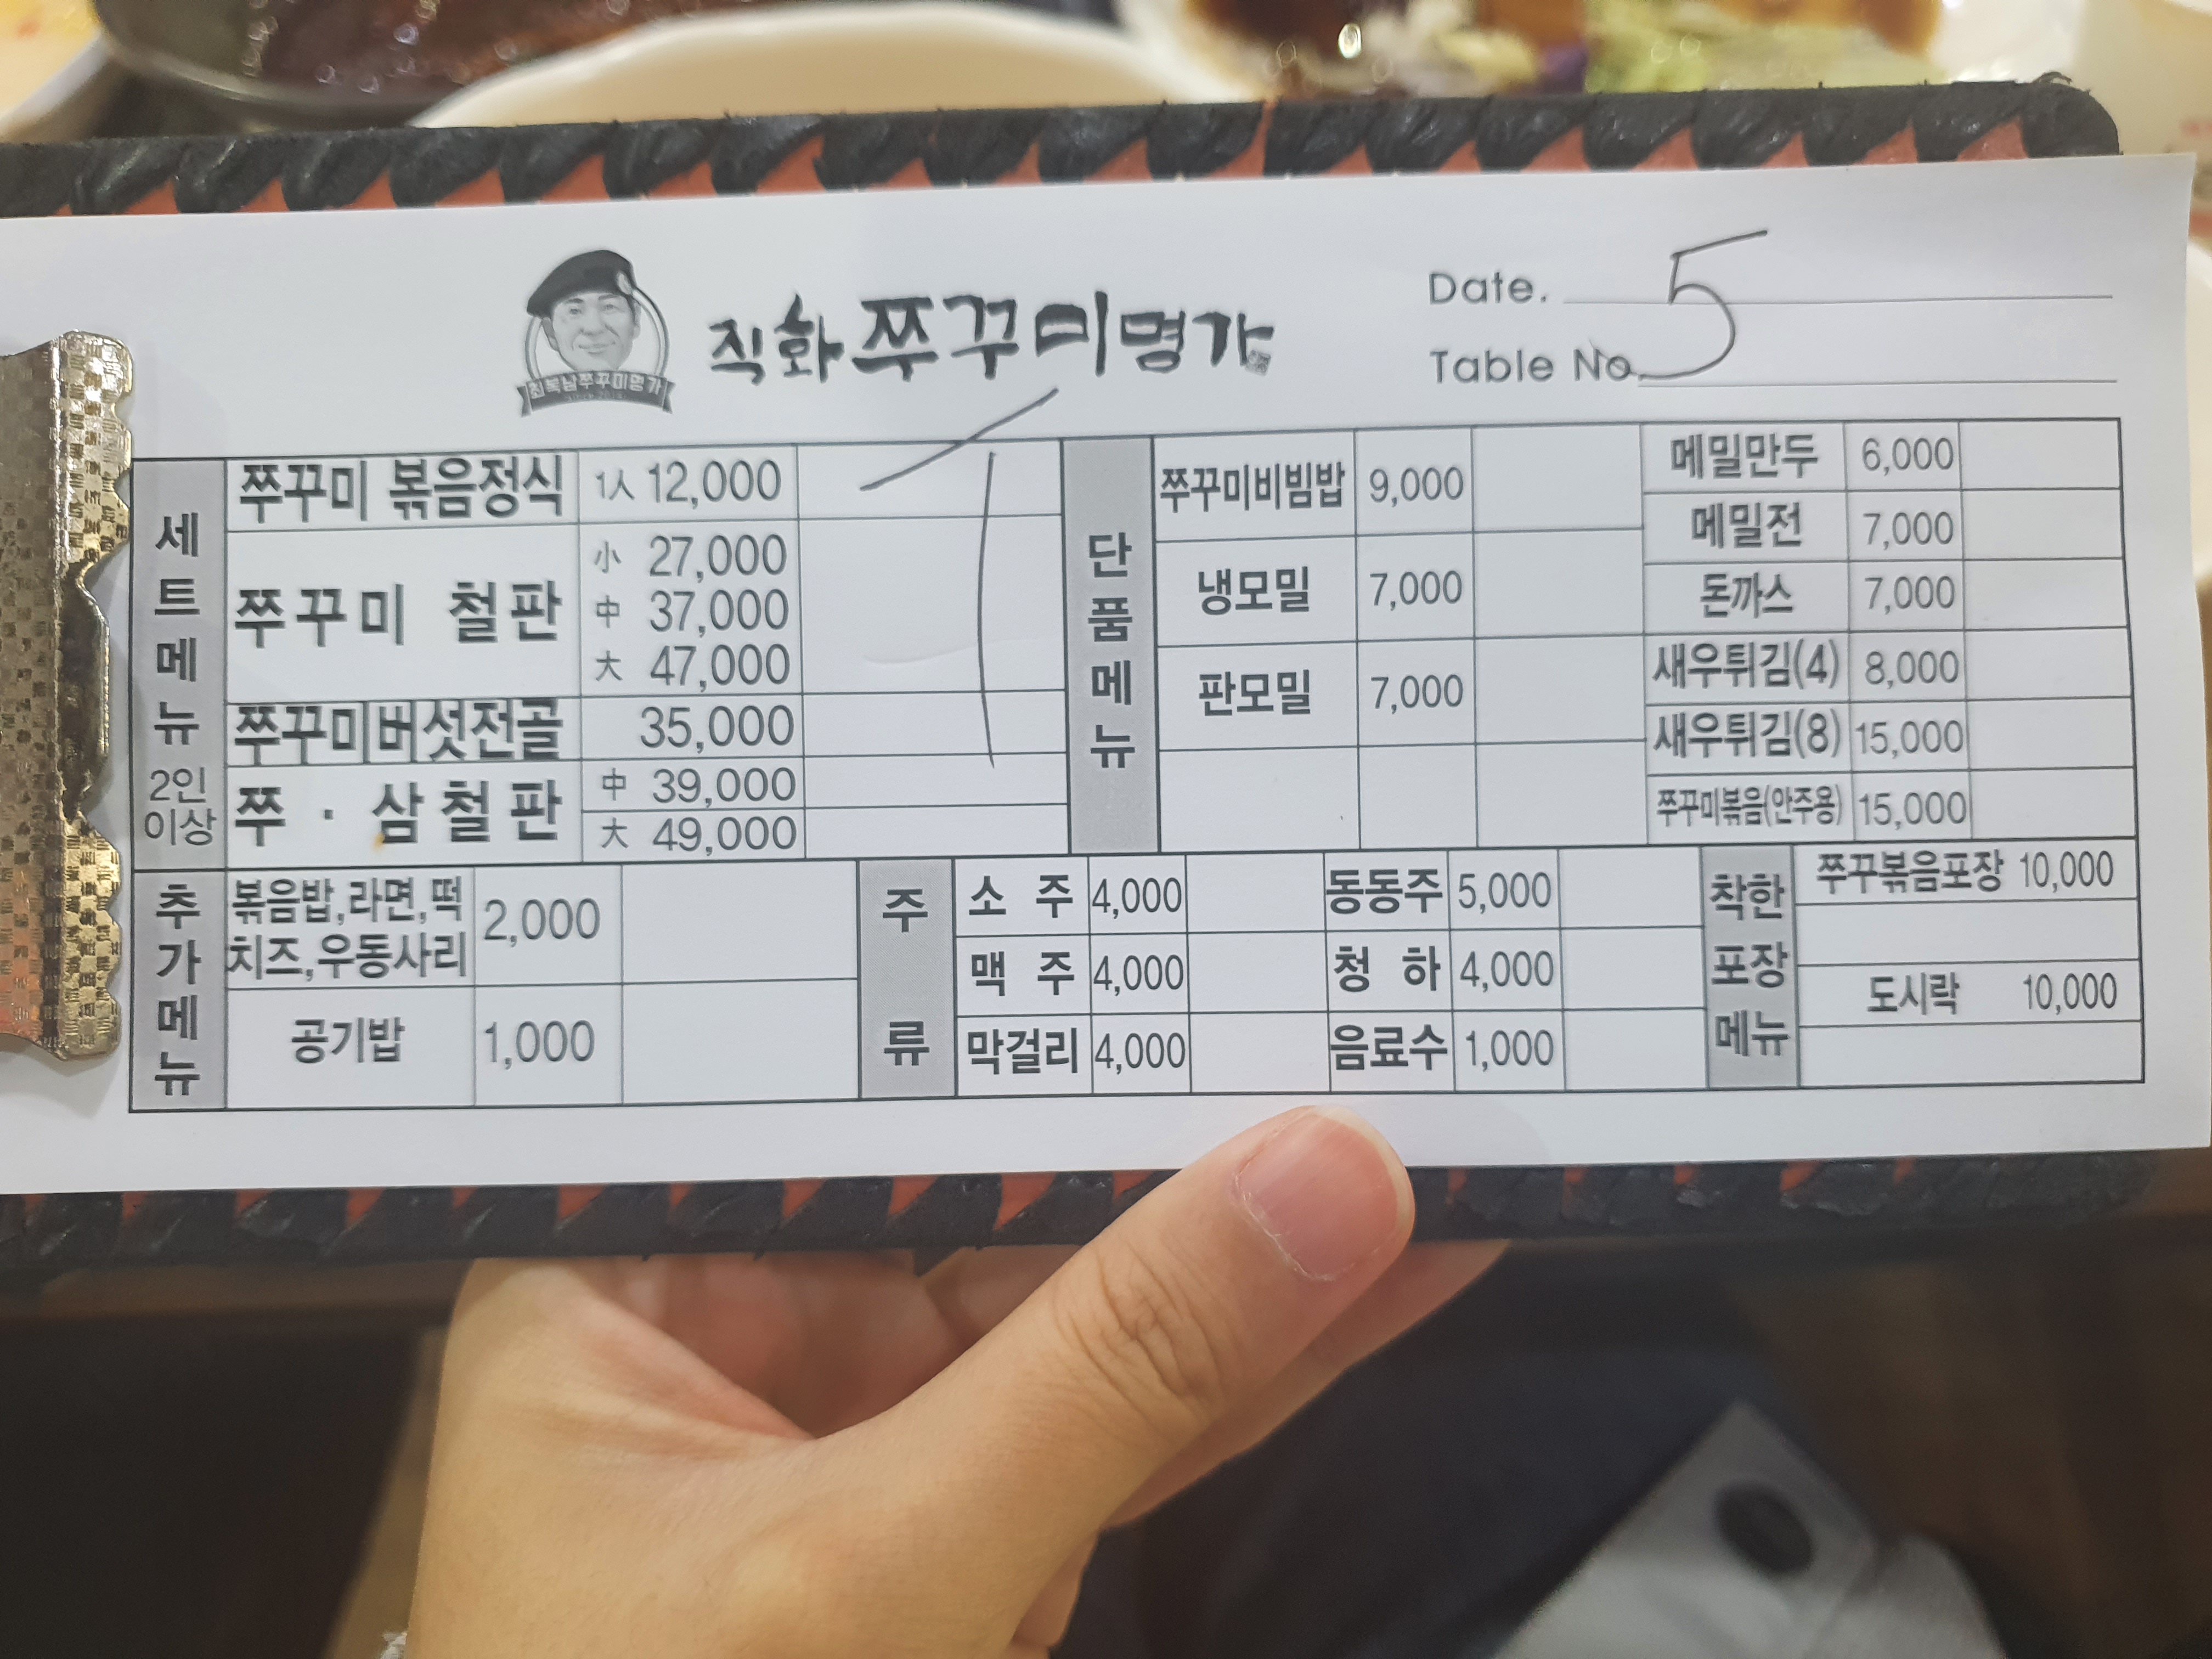 직화쭈꾸미명가
Date.
Table No. 5
세트메뉴 2인 이상
쭈꾸미 볶음정식 1人 12,000
쭈꾸미 철판 小 27,000
中 37,000
大 47,000
쭈꾸미버섯전골 35,000
쭈·삼철판 中 39,000
大 49,000
단품메뉴
쭈꾸미비빔밥 9,000
냉모밀 7,000
판모밀 7,000
메밀만두 6,000
메밀전 7,000
돈까스 7,000
새우튀김(4) 8,000
새우튀김(8) 15,000
쭈꾸미볶음(안주용) 15,000
추가메뉴
볶음밥,라면,떡
치즈,우동사리 2,000
공기밥 1,000
주류
소주 4,000
맥주 4,000
막걸리 4,000
동동주 5,000
청하 4,000
음료수 1,000
착한포장메뉴
쭈꾸볶음포장 10,000
도시락 10,000